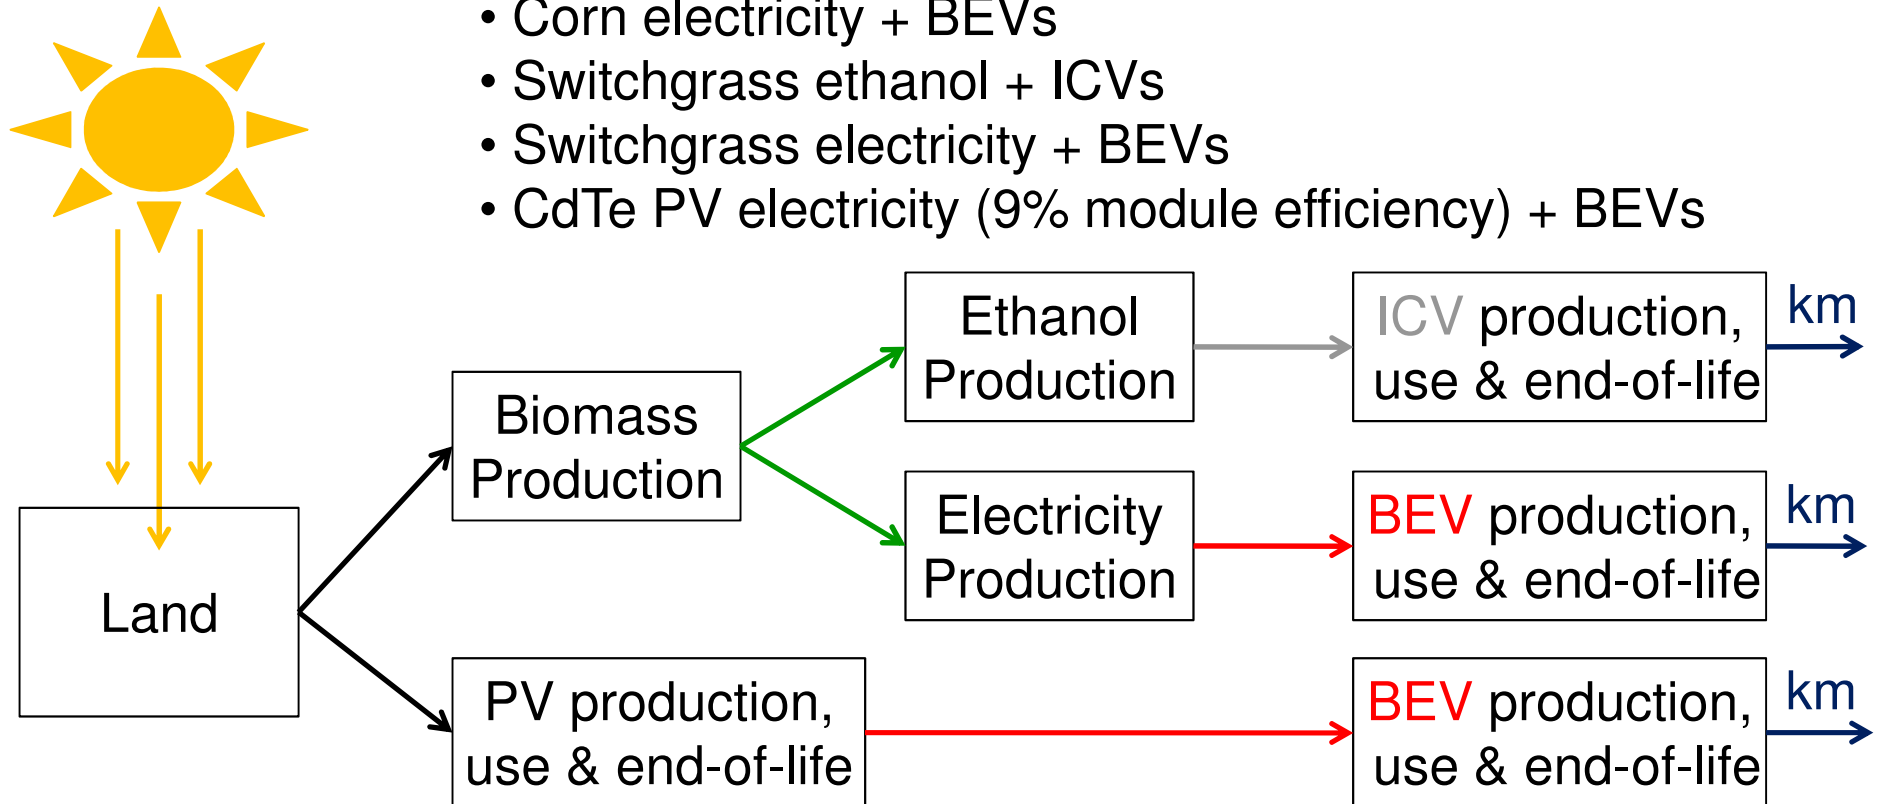 • Corn electricity + BEVs
• Switchgrass ethanol + ICVs
• Switchgrass electricity + BEVs
• CdTe PV electricity (9% module efficiency) + BEVs
Ethanol
Production
ICV production,
use & end-of-life
km
Biomass
Production
Electricity
Production
BEV production,
use & end-of-life
km
Land
PV production,
use & end-of-life
BEV production,
use & end-of-life
km